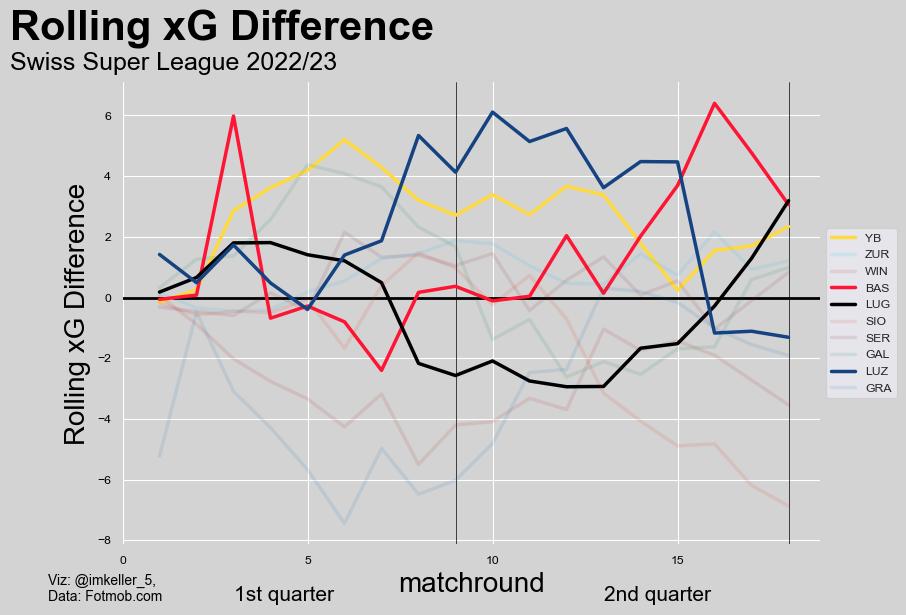 Rolling xG Difference
Swiss Super League 2022/23
Rolling xG Difference
6
4
2
0
−2
−4
−6
−8
0
5
10
15
matchround
1st quarter
2nd quarter
YB
ZUR
WIN
BAS
LUG
SIO
SER
GAL
LUZ
GRA
Viz: @imkeller_5,
Data: Fotmob.com